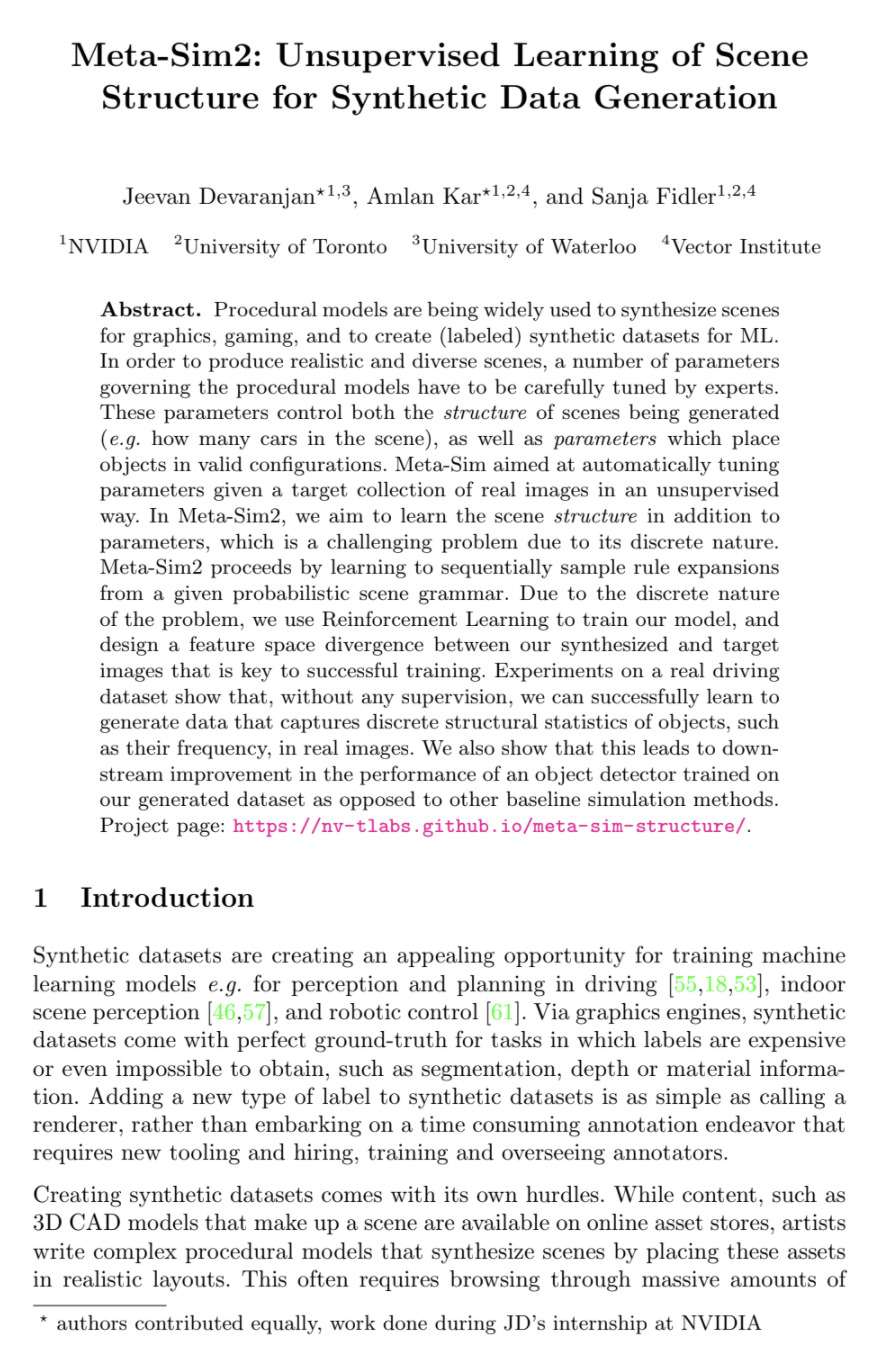 Meta-Sim2: Unsupervised Learning of Scene
Structure for Synthetic Data Generation
Jeevan Devaranjan⋆1,3, Amlan Kar⋆1,2,4, and Sanja Fidler1,2,4
1NVIDIA 2University of Toronto 3University of Waterloo 4Vector Institute
Abstract. Procedural models are being widely used to synthesize scenes
for graphics, gaming, and to create (labeled) synthetic datasets for ML.
In order to produce realistic and diverse scenes, a number of parameters
governing the procedural models have to be carefully tuned by experts.
These parameters control both the structure of scenes being generated
(e.g. how many cars in the scene), as well as parameters which place
objects in valid configurations. Meta-Sim aimed at automatically tuning
parameters given a target collection of real images in an unsupervised
way. In Meta-Sim2, we aim to learn the scene structure in addition to
parameters, which is a challenging problem due to its discrete nature.
Meta-Sim2 proceeds by learning to sequentially sample rule expansions
from a given probabilistic scene grammar. Due to the discrete nature
of the problem, we use Reinforcement Learning to train our model, and
design a feature space divergence between our synthesized and target
images that is key to successful training. Experiments on a real driving
dataset show that, without any supervision, we can successfully learn to
generate data that captures discrete structural statistics of objects, such
as their frequency, in real images. We also show that this leads to down-
stream improvement in the performance of an object detector trained on
our generated dataset as opposed to other baseline simulation methods.
Project page: https://nv-tlabs.github.io/meta-sim-structure/.
1 Introduction
Synthetic datasets are creating an appealing opportunity for training machine
learning models e.g. for perception and planning in driving [55,18,53], indoor
scene perception [46,57], and robotic control [61]. Via graphics engines, synthetic
datasets come with perfect ground-truth for tasks in which labels are expensive
or even impossible to obtain, such as segmentation, depth or material informa-
tion. Adding a new type of label to synthetic datasets is as simple as calling a
renderer, rather than embarking on a time consuming annotation endeavor that
requires new tooling and hiring, training and overseeing annotators.
Creating synthetic datasets comes with its own hurdles. While content, such as
3D CAD models that make up a scene are available on online asset stores, artists
write complex procedural models that synthesize scenes by placing these assets
in realistic layouts. This often requires browsing through massive amounts of
⋆ authors contributed equally, work done during JD's internship at NVIDIA